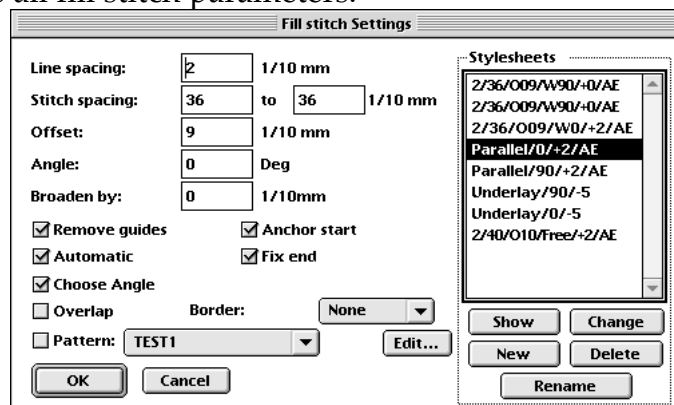 all fill stitch parameters.
Fill stitch Settings
Line spacing: 2 1/10 mm
Stitch spacing: 36 to 36 1/10 mm
Offset: 9 1/10 mm
Angle: 0 Deg
Broaden by: 0 1/10mm
Remove guides Anchor start
Automatic Fix end
Choose Angle
Overlap Border: None
Pattern: TEST1 Edit...
OK Cancel
Stylesheets
2/36/O09/W90/+0/AE
2/36/O09/W90/+0/AE
2/36/O09/W0/+2/AE
Parallel/0/+2/AE
Parallel/90/+2/AE
Underlay/90/-5
Underlay/0/-5
2/40/O10/Free/+2/AE
Show Change
New Delete
Rename